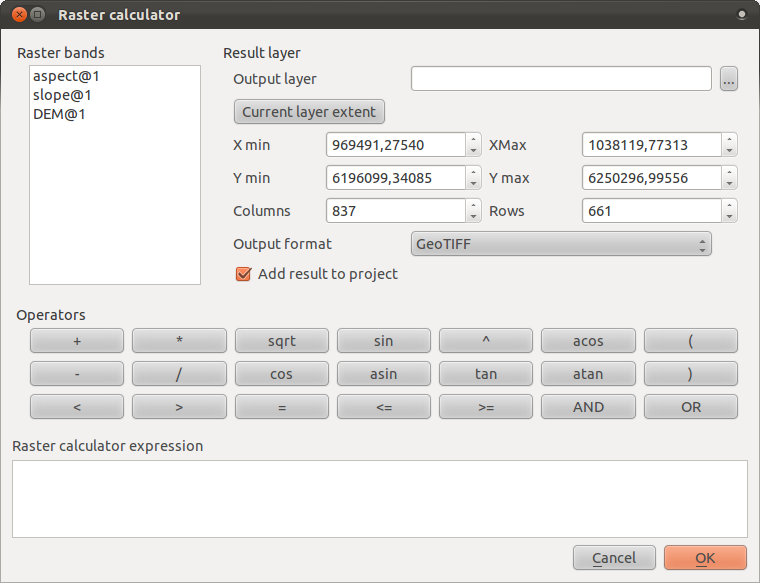 Raster calculator
Raster bands
aspect@1
slope@1
DEM@1
Result layer
Output layer
...
Current layer extent
X min 969491,27540 XMax 1038119,77313
Y min 6196099,34085 Y max 6250296,99556
Columns 837 Rows 661
Output format GeoTIFF
Add result to project
Operators
+ * sqrt sin ^ acos (
- / cos asin tan atan )
< > = <= >= AND OR
Raster calculator expression
Cancel OK